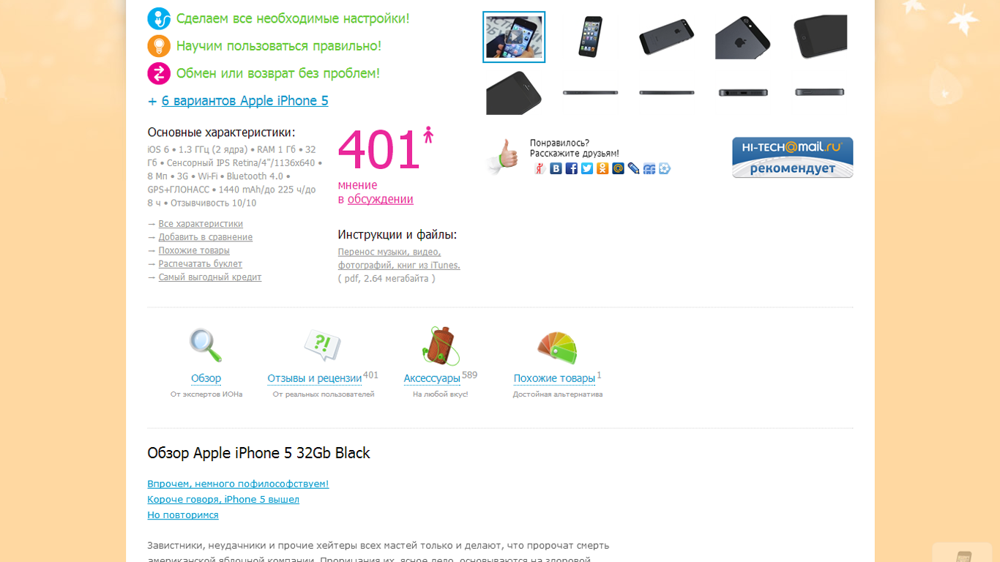 Сделаем все необходимые настройки!
Научим пользоваться правильно!
Обмен или возврат без проблем!
+ 6 вариантов Apple iPhone 5
Основные характеристики:
iOS 6 • 1.3 ГГц (2 ядра) • RAM 1 Гб • 32
Гб • Сенсорный IPS Retina/4"/1136x640 •
8 Мп • 3G • Wi-Fi • Bluetooth 4.0 •
GPS+ГЛОНАСС • 1440 mAh/до 225 ч/до
8 ч • Отзывчивость 10/10
→ Все характеристики
→ Добавить в сравнение
→ Похожие товары
→ Распечатать буклет
→ Самый выгодный кредит
401
мнение
в обсуждении
Инструкции и файлы:
Перенос музыки, видео,
фотографий, книг из iTunes.
( pdf, 2.64 мегабайта )
Понравилось?
Расскажите друзьям!
HI-TECH@mail.ru
рекомендует
Обзор
От экспертов ИОНа
Отзывы и рецензии 401
От реальных пользователей
Аксессуары 589
На любой вкус!
Похожие товары 1
Достойная альтернатива
Обзор Apple iPhone 5 32Gb Black
Впрочем, немного пофилософствуем!
Короче говоря, iPhone 5 вышел
Но повторимся
Завистники, неудачники и прочие хейтеры всех мастей только и делают, что пророчат смерть
американской яблочной компании. Прорицания их, ясное дело, основываются на здоровой